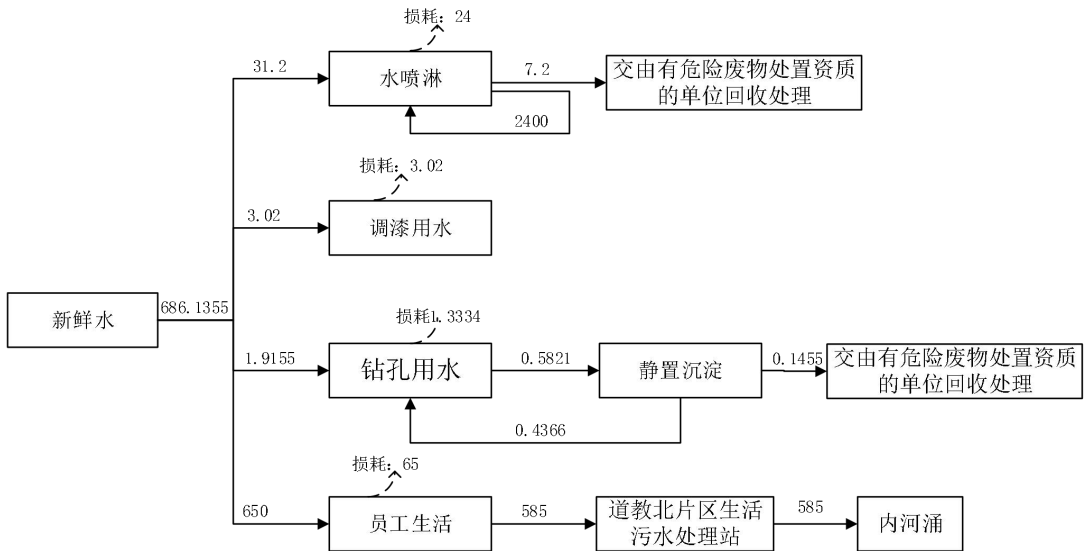 损耗：24
31.2
水喷淋
7.2
交由有危险废物处置资质
的单位回收处理
2400
损耗：3.02
3.02
调漆用水
新鲜水
686.1355
损耗1.3334
1.9155
钻孔用水
0.5821
静置沉淀
0.1455
交由有危险废物处置资质
的单位回收处理
0.4366
损耗：65
650
员工生活
585
道教北片区生活
污水处理站
585
内河涌